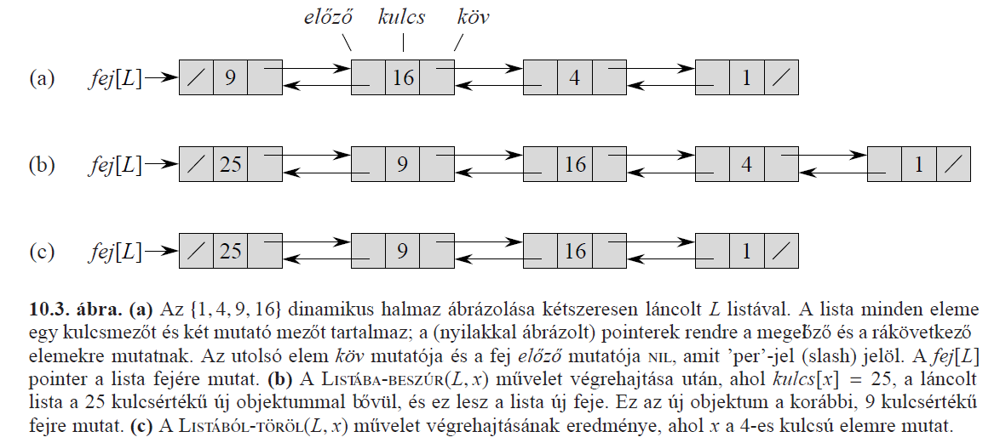 előző kulcs köv
(a) fej[L] / 9 16 4 1 /
(b) fej[L] / 25 9 16 4 1 /
(c) fej[L] / 25 9 16 1 /
10.3. ábra. (a) Az {1, 4, 9, 16} dinamikus halmaz ábrázolása kétszeresen láncolt L listával. A lista minden eleme
egy kulcsmezőt és két mutató mezőt tartalmaz; a (nyilakkal ábrázolt) pointerek rendre a megelőző és a rákövetkező
elemekre mutatnak. Az utolsó elem köv mutatója és a fej előző mutatója NIL, amit ’per’-jel (slash) jelöl. A fej[L]
pointer a lista fejére mutat. (b) A LISTÁBA-BESZÚR(L, x) művelet végrehajtása után, ahol kulcs[x] = 25, a láncolt
lista a 25 kulcsértékű új objektummal bővül, és ez lesz a lista új feje. Ez az új objektum a korábbi, 9 kulcsértékű
fejre mutat. (c) A LISTÁBÓL-TÖRÖL(L, x) művelet végrehajtásának eredménye, ahol x a 4-es kulcsú elemre mutat.